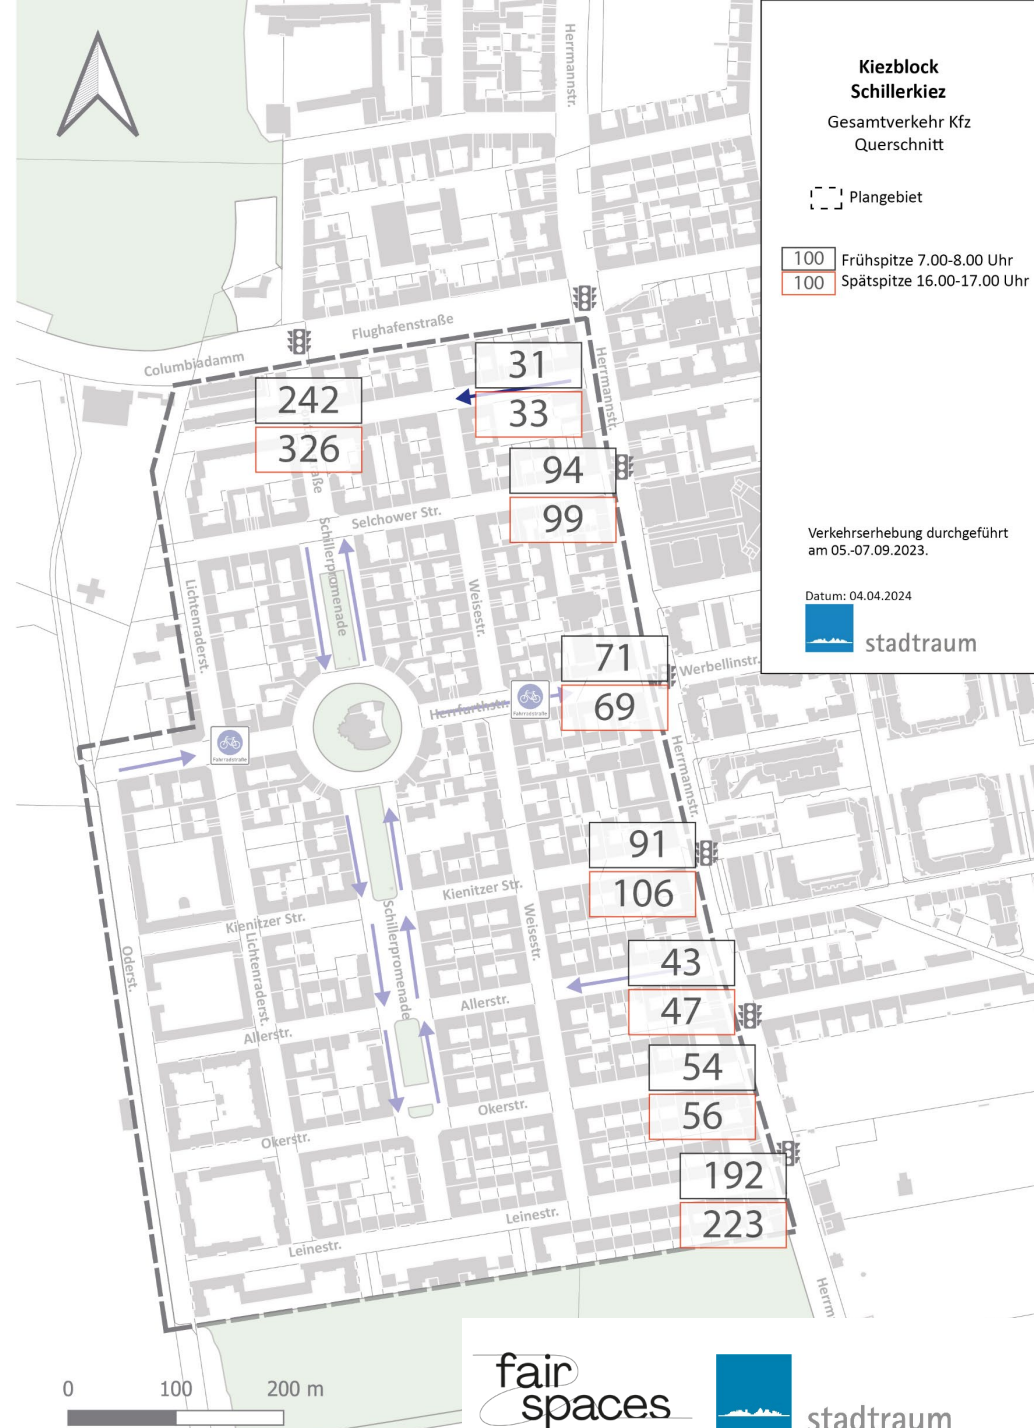 Kiezblock
Schillerkiez
Gesamtverkehr Kfz
Querschnitt
Plangebiet
100 Frühspitze 7.00-8.00 Uhr
100 Spätspitze 16.00-17.00 Uhr
Verkehrserhebung durchgeführt
am 05.-07.09.2023.
Datum: 04.04.2024
stadtraum
Herrmannstr.
Flughafenstraße
Columbiadamm
Herrmannstr.
31
33
242
326
94
99
Selchower Str.
Schillerpromenade
Lichtenraderst.
Weisestr.
71
69
Werbellinstr.
Herrfurthstr.
Fahrradstraße
Fahrradstraße
Herrmannstr.
91
106
Kienitzer Str.
Kienitzer Str.
Schillerpromenade
Weisestr.
Oderst.
Lichtenraderst.
43
47
Allerstr.
Allerstr.
54
56
Okerstr.
Okerstr.
192
223
Leinestr.
Leinestr.
Herrm
0 100 200 m
fair
spaces
stadtraum